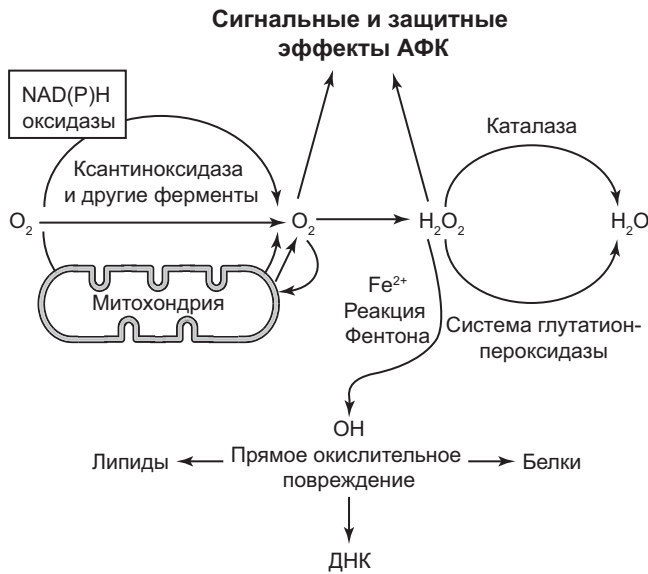 Сигнальные и защитные
эффекты АФК
NAD(P)H
оксидазы
Каталаза
Ксантиноксидаза
и другие ферменты
O₂
O₂
H₂O₂
H₂O
Митохондрия
Fe²⁺
Реакция
Фентона
Система глутатион-
пероксидазы
OH
Липиды
Прямое окислительное
повреждение
Белки
ДНК